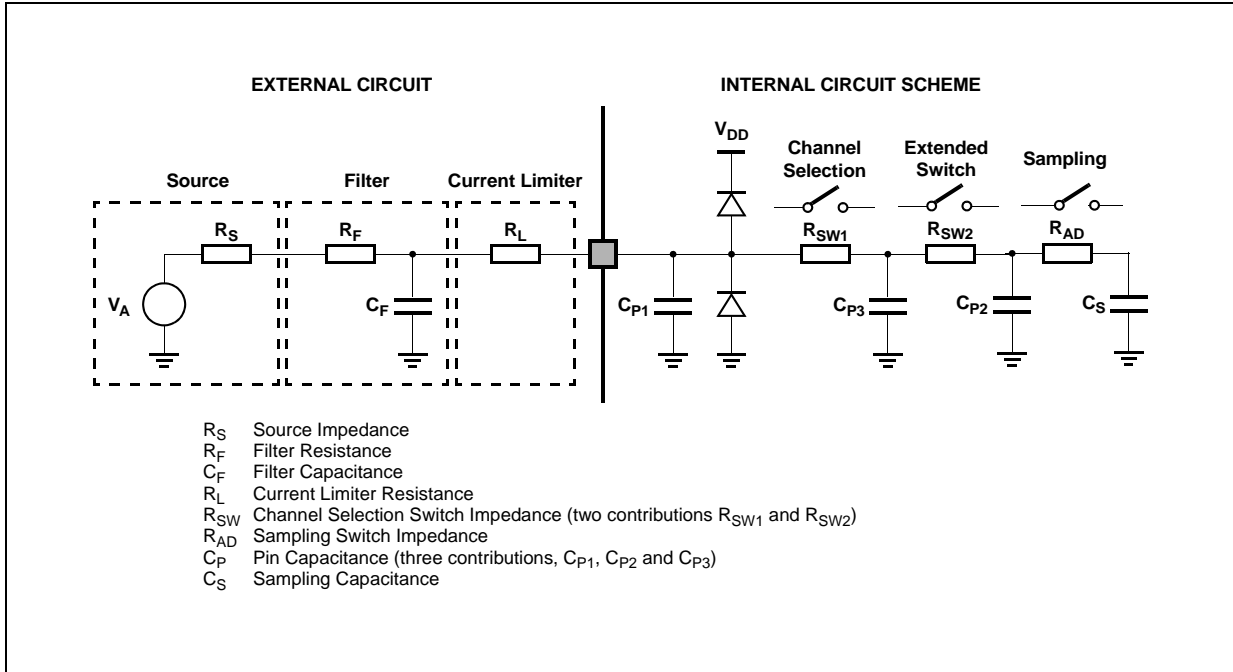 EXTERNAL CIRCUIT
INTERNAL CIRCUIT SCHEME
VDD
Channel
Selection
Extended
Switch
Sampling
Source
Filter
Current Limiter
RS
RF
RL
RSW1
RSW2
RAD
VA
CF
CP1
CP3
CP2
CS
RS Source Impedance
RF Filter Resistance
CF Filter Capacitance
RL Current Limiter Resistance
RSW Channel Selection Switch Impedance (two contributions RSW1 and RSW2)
RAD Sampling Switch Impedance
CP Pin Capacitance (three contributions, CP1, CP2 and CP3)
CS Sampling Capacitance